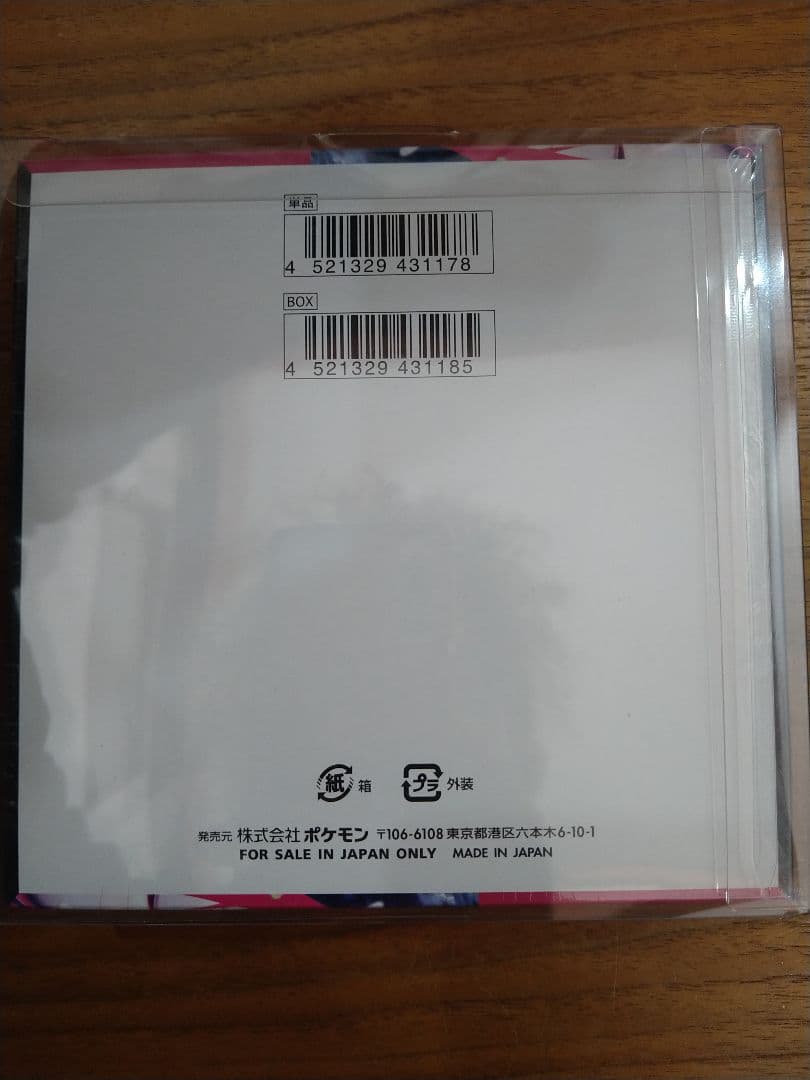 単品
4 521329 431178
BOX
4 521329 431185
紙 箱 プラ 外装
発売元 株式会社 ポケモン 〒106-6108 東京都港区六本木6-10-1
FOR SALE IN JAPAN ONLY MADE IN JAPAN